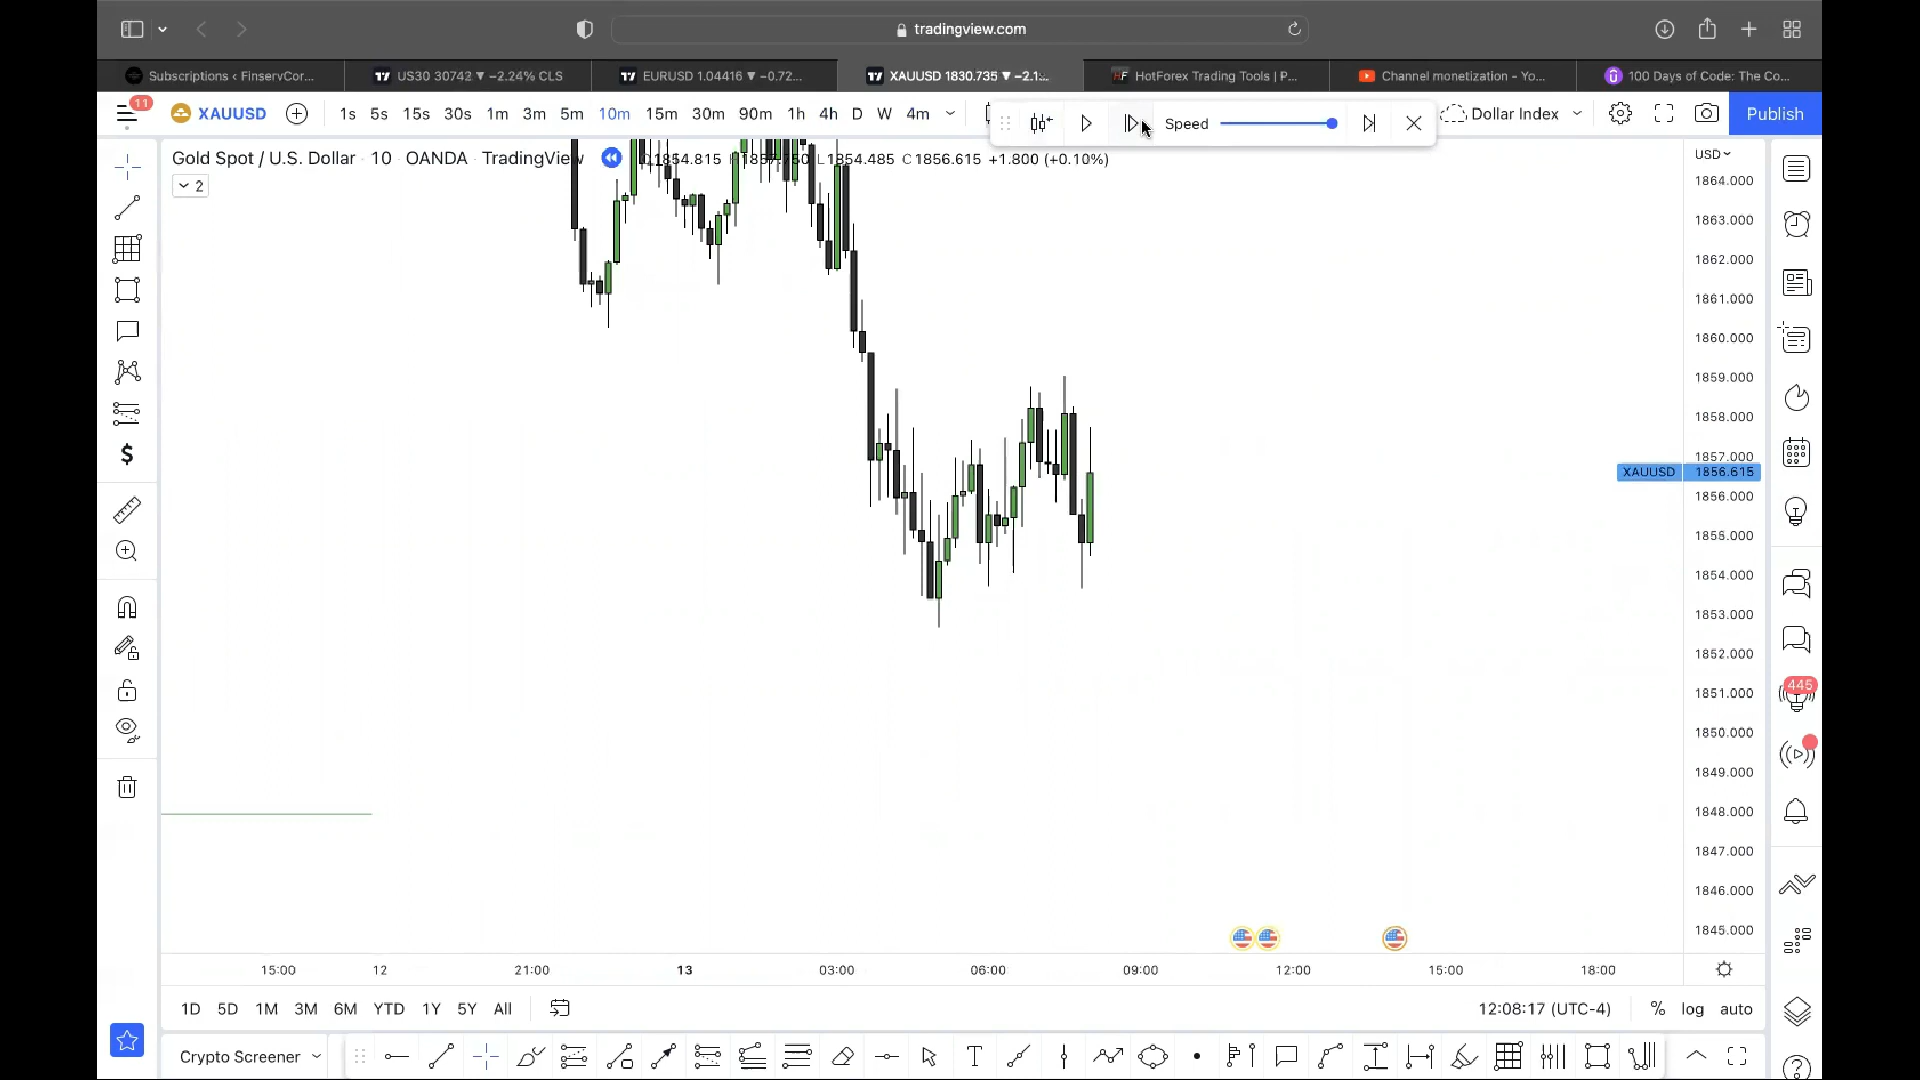 tradingview.com
Subscriptions ‹ FinservCor...
US30 30742 ▼ −2.24% CLS
EURUSD 1.04416 ▼ −0.72...
XAUUSD 1830.735 ▼ −2.1...
HotForex Trading Tools | P...
Channel monetization - Yo...
100 Days of Code: The Co...
11
XAUUSD
1s 5s 15s 30s 1m 3m 5m 10m 15m 30m 90m 1h 4h D W 4m
Speed
Dollar Index
Publish
Gold Spot / U.S. Dollar · 10 · OANDA · TradingView
1854.815 L1854.485 C1856.615 +1.800 (+0.10%)
2
USD
1864.000
1863.000
1862.000
1861.000
1860.000
1859.000
1858.000
1857.000
XAUUSD 1856.615
1856.000
1855.000
1854.000
1853.000
1852.000
1851.000
445
1850.000
1849.000
1848.000
1847.000
1846.000
1845.000
15:00 12 21:00 13 03:00 06:00 09:00 12:00 15:00 18:00
1D 5D 1M 3M 6M YTD 1Y 5Y All
12:08:17 (UTC-4) % log auto
Crypto Screener